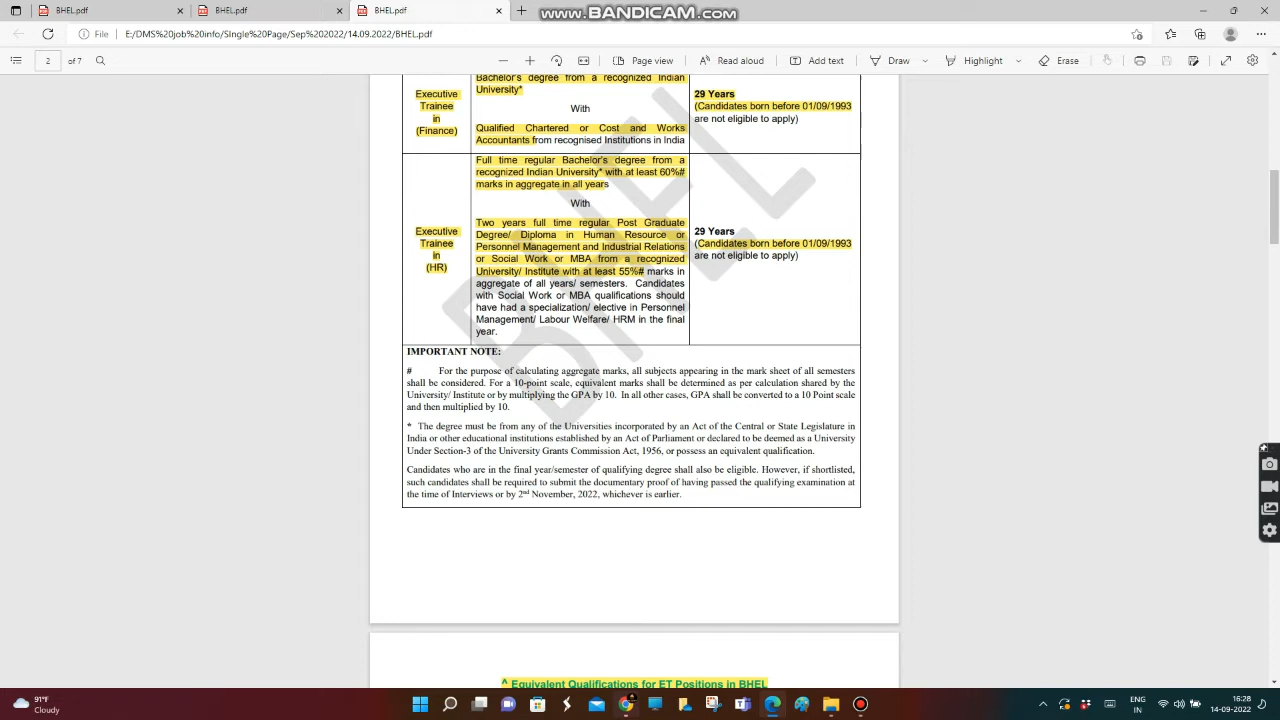 BHEL.pdf
BHEL.pdf
BHEL.pdf
www.BANDICAM.com
File
E:/DMS%20job%20info/SIngle%20Page/Sep%202022/14.09.2022/BHEL.pdf
2 of 7
Page view
Read aloud
Add text
Draw
Highlight
Erase
Bachelor's degree from a recognized Indian
University*
With
Qualified Chartered or Cost and Works
Accountants from recognised Institutions in India
Executive
Trainee
in
(Finance)
29 Years
(Candidates born before 01/09/1993
are not eligible to apply)
Full time regular Bachelor's degree from a
recognized Indian University* with at least 60%#
marks in aggregate in all years
With
Two years full time regular Post Graduate
Degree/ Diploma in Human Resource or
Personnel Management and Industrial Relations
or Social Work or MBA from a recognized
University/ Institute with at least 55%# marks in
aggregate of all years/ semesters. Candidates
with Social Work or MBA qualifications should
have had a specialization/ elective in Personnel
Management/ Labour Welfare/ HRM in the final
year.
Executive
Trainee
in
(HR)
29 Years
(Candidates born before 01/09/1993
are not eligible to apply)
BHEL
IMPORTANT NOTE:
# For the purpose of calculating aggregate marks, all subjects appearing in the mark sheet of all semesters
shall be considered. For a 10-point scale, equivalent marks shall be determined as per calculation shared by the
University/ Institute or by multiplying the GPA by 10. In all other cases, GPA shall be converted to a 10 Point scale
and then multiplied by 10.
* The degree must be from any of the Universities incorporated by an Act of the Central or State Legislature in
India or other educational institutions established by an Act of Parliament or declared to be deemed as a University
Under Section-3 of the University Grants Commission Act, 1956, or possess an equivalent qualification.
Candidates who are in the final year/semester of qualifying degree shall also be eligible. However, if shortlisted,
such candidates shall be required to submit the documentary proof of having passed the qualifying examination at
the time of Interviews or by 2nd November, 2022, whichever is earlier.
^ Equivalent Qualifications for ET Positions in BHEL
91°F
Cloudy
ENG
IN
16:28
14-09-2022